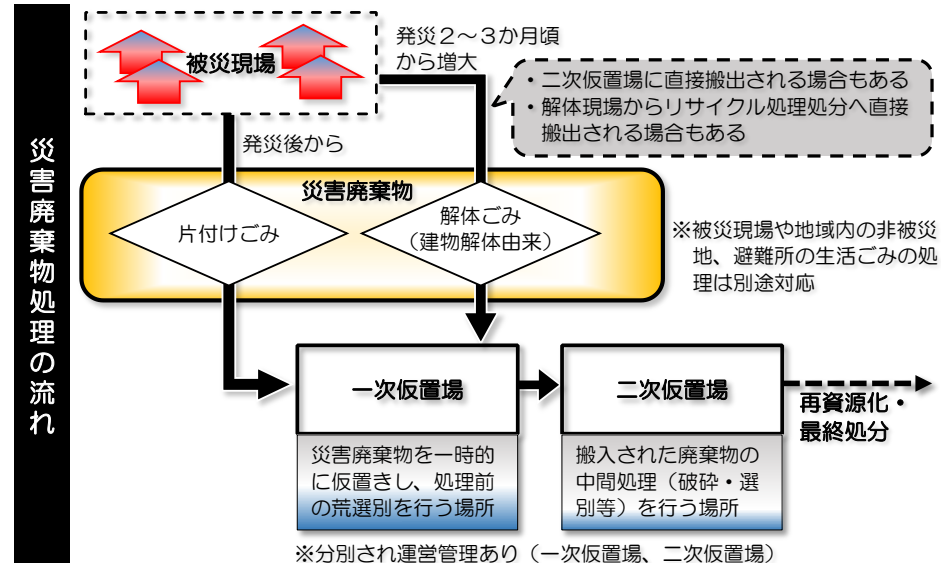 災害廃棄物処理の流れ
被災現場
発災2～3か月頃
から増大
・二次仮置場に直接搬出される場合もある
・解体現場からリサイクル処理処分へ直接
搬出される場合もある
発災後から
災害廃棄物
片付けごみ
解体ごみ
（建物解体由来）
※被災現場や地域内の非被災
地、避難所の生活ごみの処
理は別途対応
一次仮置場
二次仮置場
再資源化・
最終処分
災害廃棄物を一時的
に仮置きし、処理前
の荒選別を行う場所
搬入された廃棄物の
中間処理（破砕・選
別等）を行う場所
※分別され運営管理あり（一次仮置場、二次仮置場）